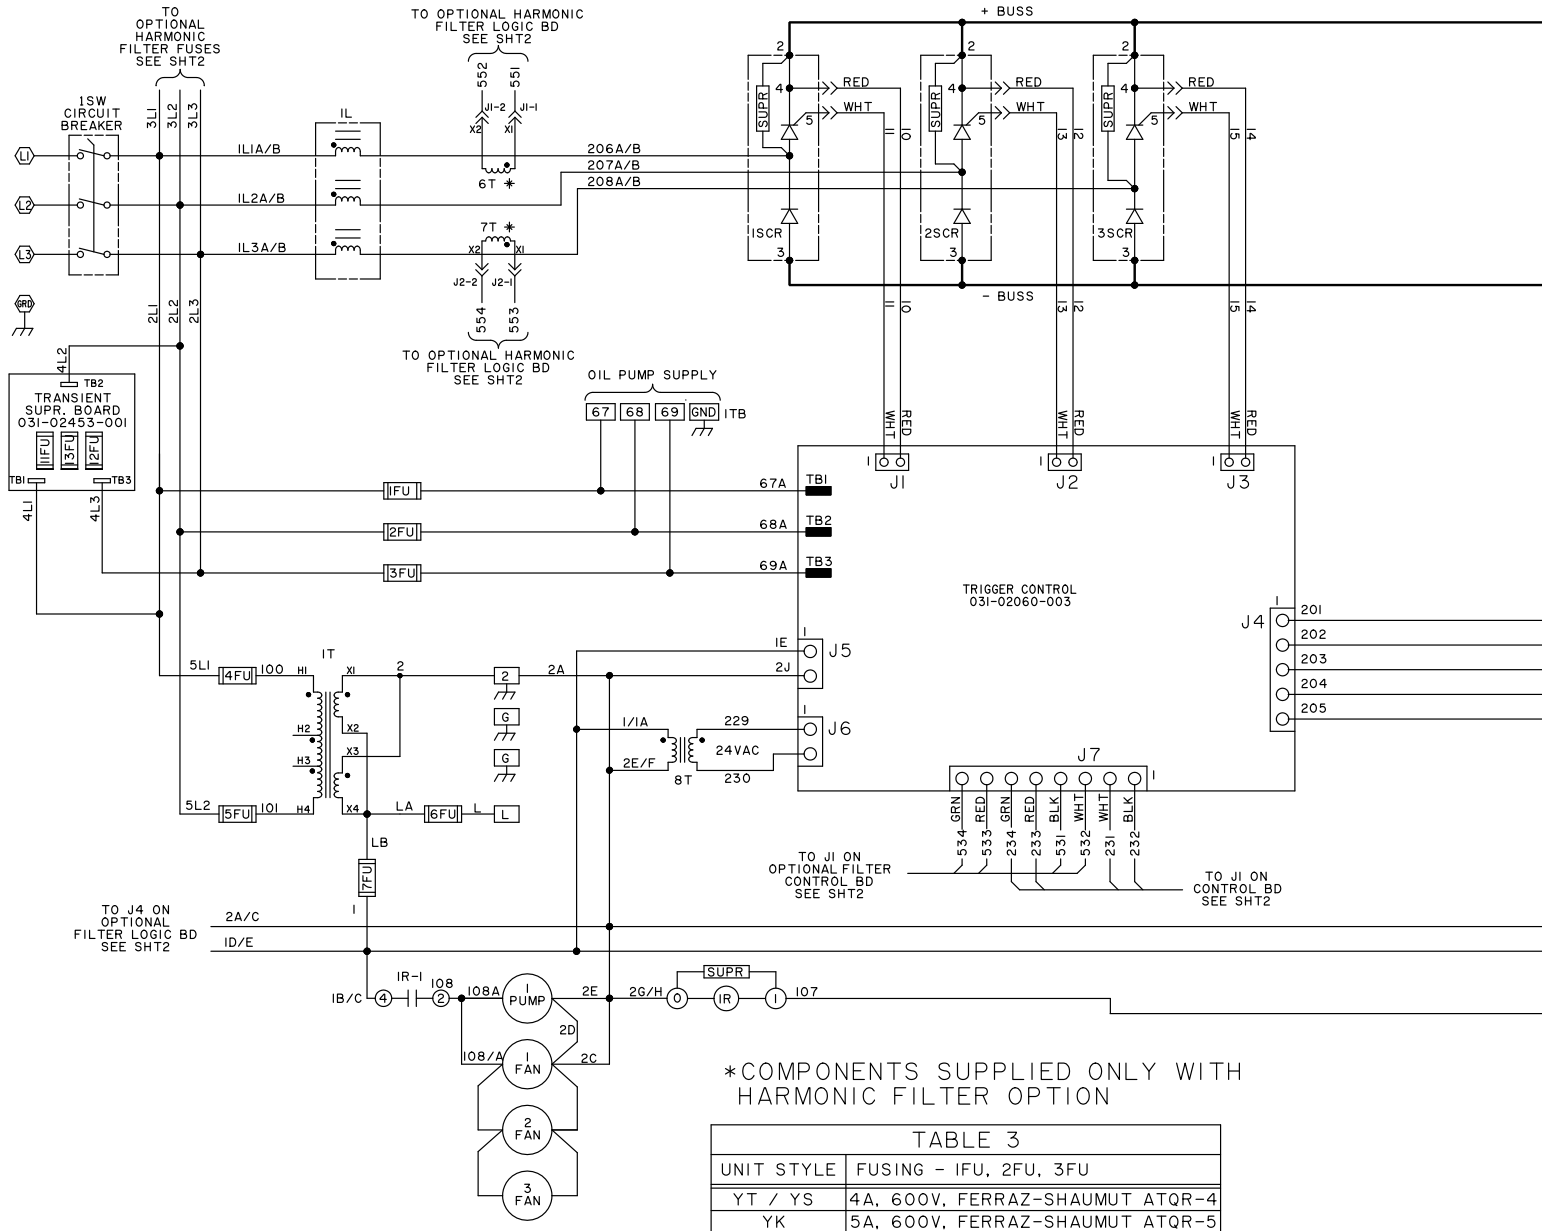 TO
OPTIONAL
HARMONIC
FILTER FUSES
SEE SHT2
TO OPTIONAL HARMONIC
FILTER LOGIC BD
SEE SHT2
+ BUSS
1SW
CIRCUIT
BREAKER
3L1
3L2
3L3
1L
552
551
J1-2
J1-1
X2
X1
6T *
L1
L2
L3
GRD
1L1A/B
1L2A/B
1L3A/B
206A/B
207A/B
208A/B
7T *
X2
X1
J2-2
J2-1
554
553
TO OPTIONAL HARMONIC
FILTER LOGIC BD
SEE SHT2
2
SUPR
4
5
RED
WHT
1SCR
3
11
10
2
SUPR
4
5
RED
WHT
2SCR
3
13
12
2
SUPR
4
5
RED
WHT
3SCR
3
15
14
- BUSS
11
10
13
12
15
14
2L1
2L2
2L3
4L2
TB2
TRANSIENT
SUPR. BOARD
031-02453-001
11FU
13FU
12FU
TB1
TB3
4L1
4L3
OIL PUMP SUPPLY
67
68
69
GND
1TB
WHT
RED
WHT
RED
WHT
RED
1
J1
1
J2
1
J3
1FU
67A
TB1
2FU
68A
TB2
3FU
69A
TB3
TRIGGER CONTROL
031-02060-003
J4
1
201
202
203
204
205
1E
1
J5
2J
1T
5L1
4FU
100
H1
X1
2
2
2A
H2
X2
G
H3
X3
G
5L2
5FU
101
H4
X4
LA
6FU
L
L
1/1A
229
1
J6
24VAC
2E/F
8T
230
J7
1
GRN
RED
GRN
RED
BLK
WHT
WHT
BLK
534
533
234
233
531
532
231
232
LB
7FU
1
TO J1 ON
OPTIONAL FILTER
CONTROL BD
SEE SHT2
TO J1 ON
CONTROL BD
SEE SHT2
TO J4 ON
OPTIONAL
FILTER LOGIC BD
SEE SHT2
2A/C
1D/E
1B/C
4
1R-1
2
108
108A
1
PUMP
2E
2G/H
0
SUPR
1R
1
107
2D
108/A
1
FAN
2C
2
FAN
3
FAN
*COMPONENTS SUPPLIED ONLY WITH
HARMONIC FILTER OPTION
TABLE 3
UNIT STYLE FUSING - 1FU, 2FU, 3FU
YT / YS 4A, 600V, FERRAZ-SHAUMUT ATQR-4
YK 5A, 600V, FERRAZ-SHAUMUT ATQR-5